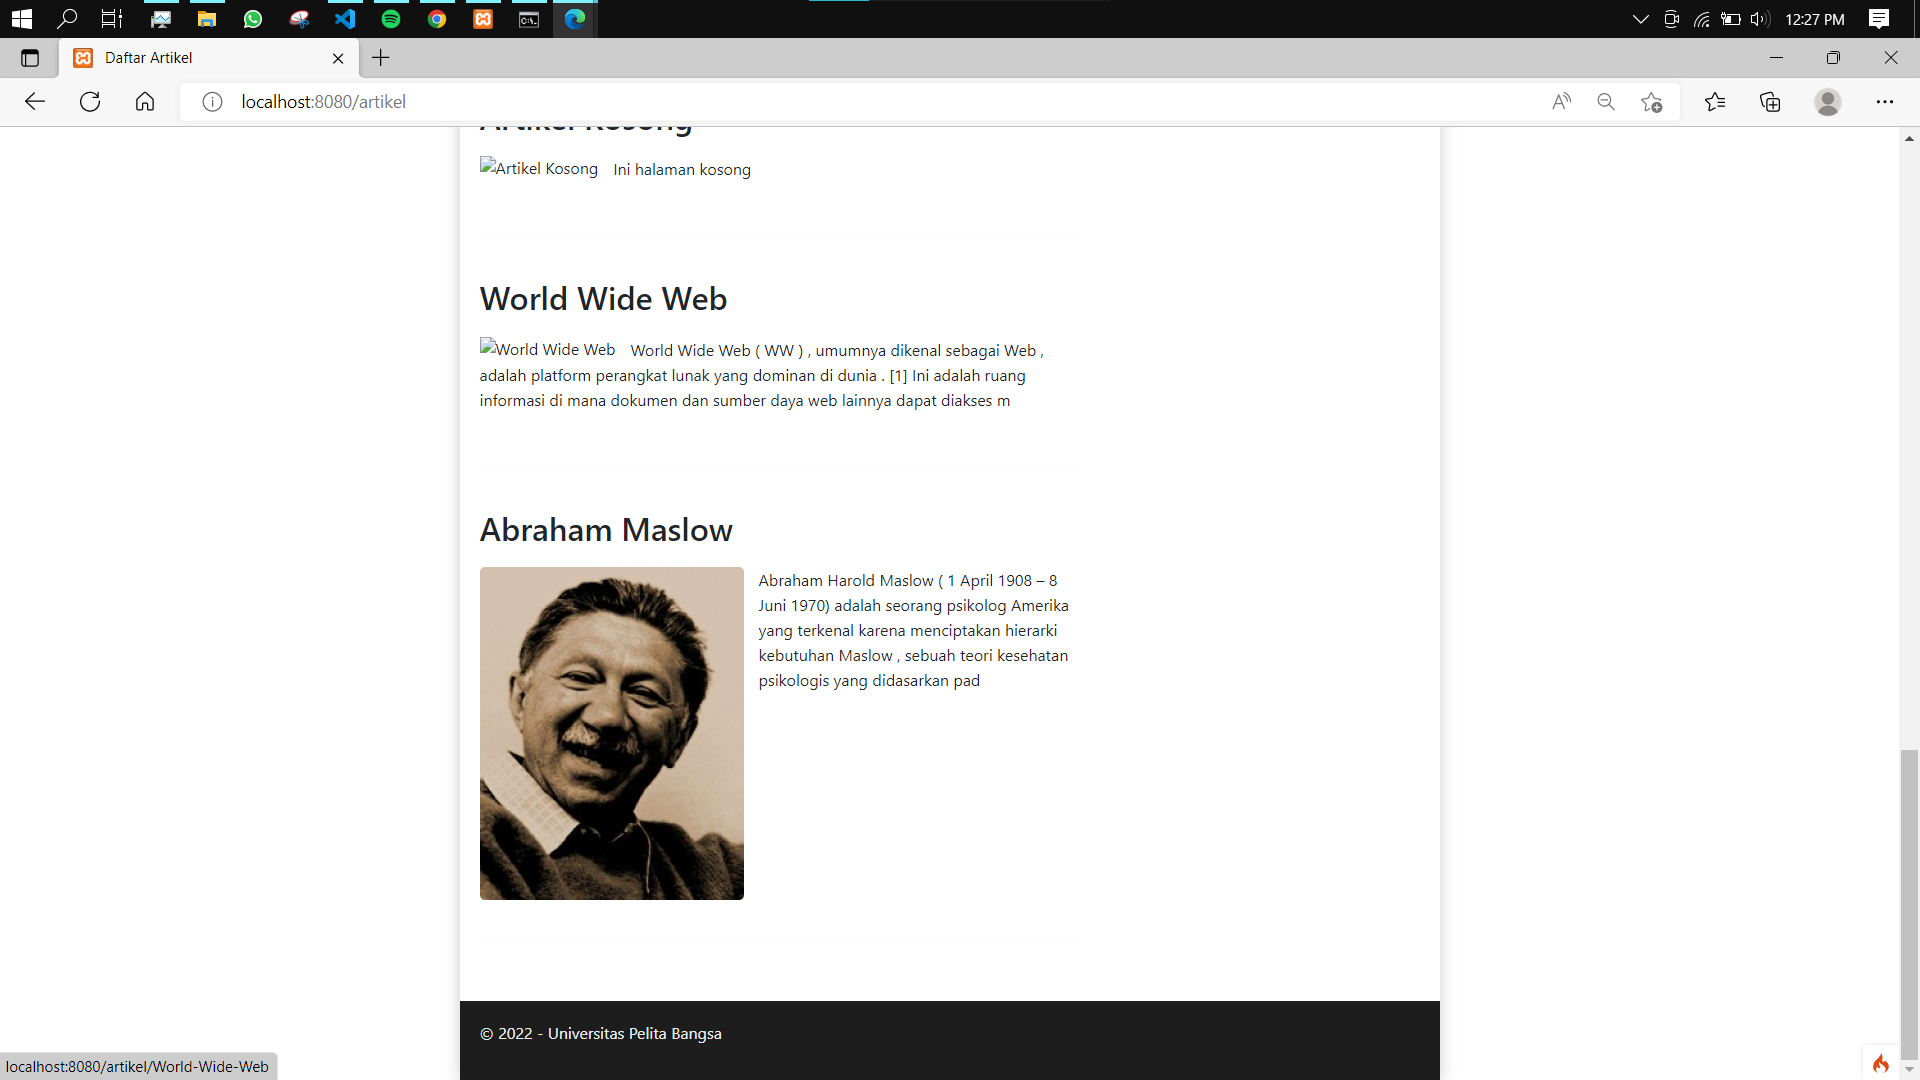 12:27 PM
Daftar Artikel
localhost:8080/artikel
Artikel Kosong
Artikel Kosong Ini halaman kosong
World Wide Web
World Wide Web World Wide Web ( WW ) , umumnya dikenal sebagai Web ,
adalah platform perangkat lunak yang dominan di dunia . [1] Ini adalah ruang
informasi di mana dokumen dan sumber daya web lainnya dapat diakses m
Abraham Maslow
Abraham Harold Maslow ( 1 April 1908 – 8
Juni 1970) adalah seorang psikolog Amerika
yang terkenal karena menciptakan hierarki
kebutuhan Maslow , sebuah teori kesehatan
psikologis yang didasarkan pad
© 2022 - Universitas Pelita Bangsa
localhost:8080/artikel/World-Wide-Web